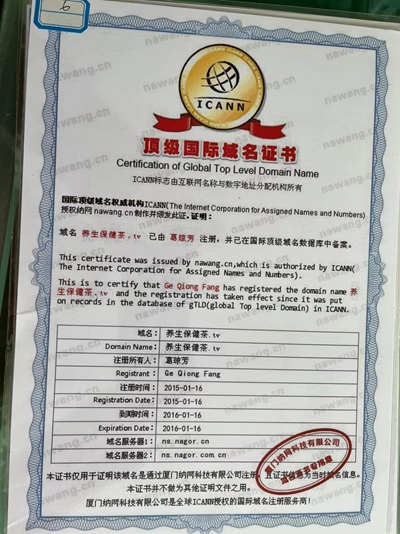 6
ICANN
顶级国际域名证书
Certification of Global Top Level Domain Name
ICANN标志由互联网名称与数字地址分配机构所有
国际顶级域名权威机构ICANN(The Internet Corporation for Assigned Names and Numbers)
授权纳网 nawang.cn 制作并颁发此证。证明:
域名 养生保健茶.tv 已由 葛琼芳 注册,并已在国际顶级域名数据库中备案。
This certificate was issued by nawang.cn,which is authorized by ICANN(
The Internet Corporation for Assigned Names and Numbers).
This is to certify that Ge Qiong Fang has registered the domain name 养
生保健茶.tv and the registration has taken effect since it was put
on records in the database of gTLD(global Top Level Domain) in ICANN.
域名: 养生保健茶.tv
Domain Name: 养生保健茶.tv
注册所有人: 葛琼芳
Registrant: Ge Qiong Fang
注册时间: 2015-01-16
Registration Date: 2015-01-16
到期时间: 2016-01-16
Expiration Date: 2016-01-16
域名服务器1: ns.nagor.cn
域名服务器2: ns.nagor.com.cn
厦门纳网科技有限公司
本证书仅用于证明该域名是通过厦门纳网科技有限公司注册,且证书信息为当时域名信息。
本证书并不做为其他证明文件之用。
厦门纳网科技有限公司是全球ICANN授权的国际域名注册服务商!
nawang.cn